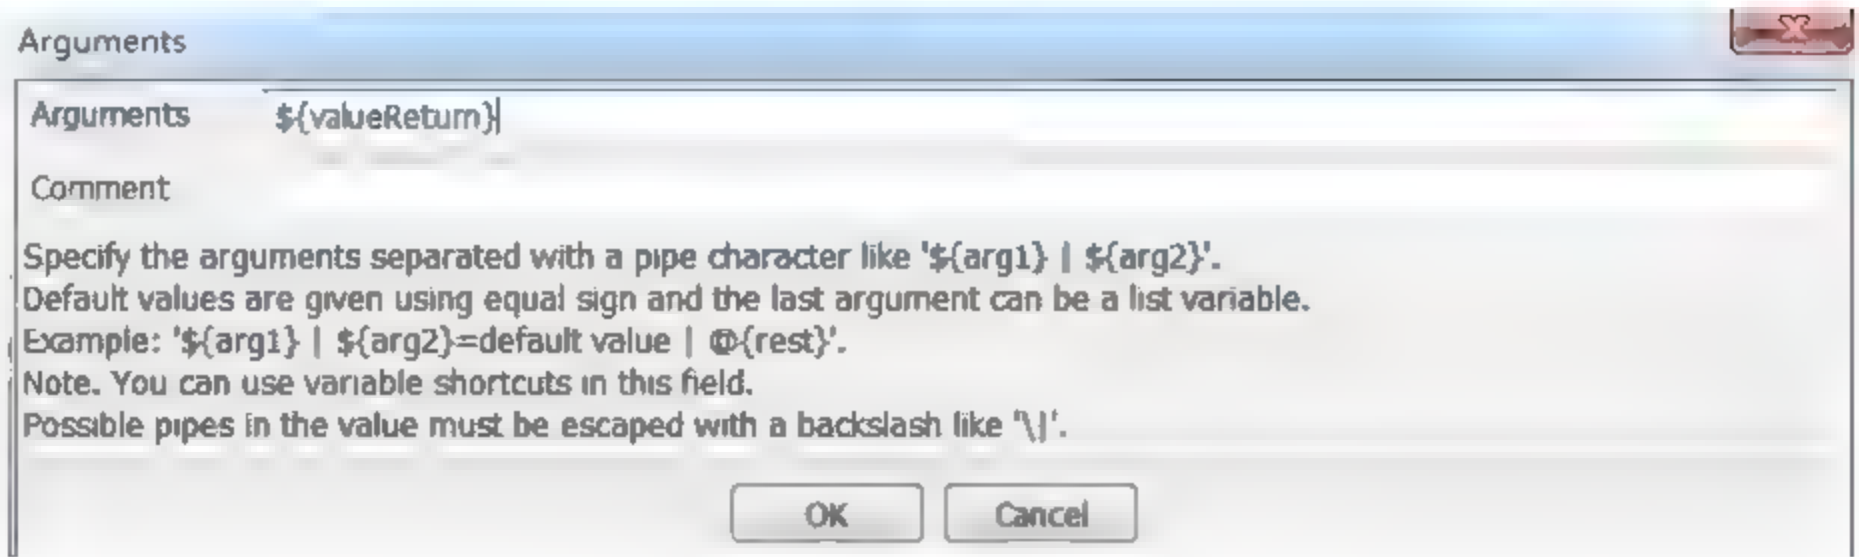 Arguments
Arguments ${valueReturn}
Comment
Specify the arguments separated with a pipe character like '${arg1} | ${arg2}'.
Default values are given using equal sign and the last argument can be a list variable.
Example: '${arg1} | ${arg2}=default value | @{rest}'.
Note. You can use variable shortcuts in this field.
Possible pipes in the value must be escaped with a backslash like '\|'.
OK Cancel